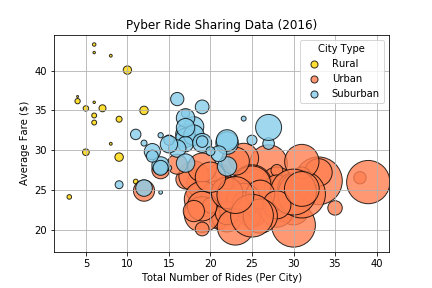 Pyber Ride Sharing Data (2016)
Average Fare ($)
40
35
30
25
20
City Type
Rural
Urban
Suburban
5 10 15 20 25 30 35 40
Total Number of Rides (Per City)